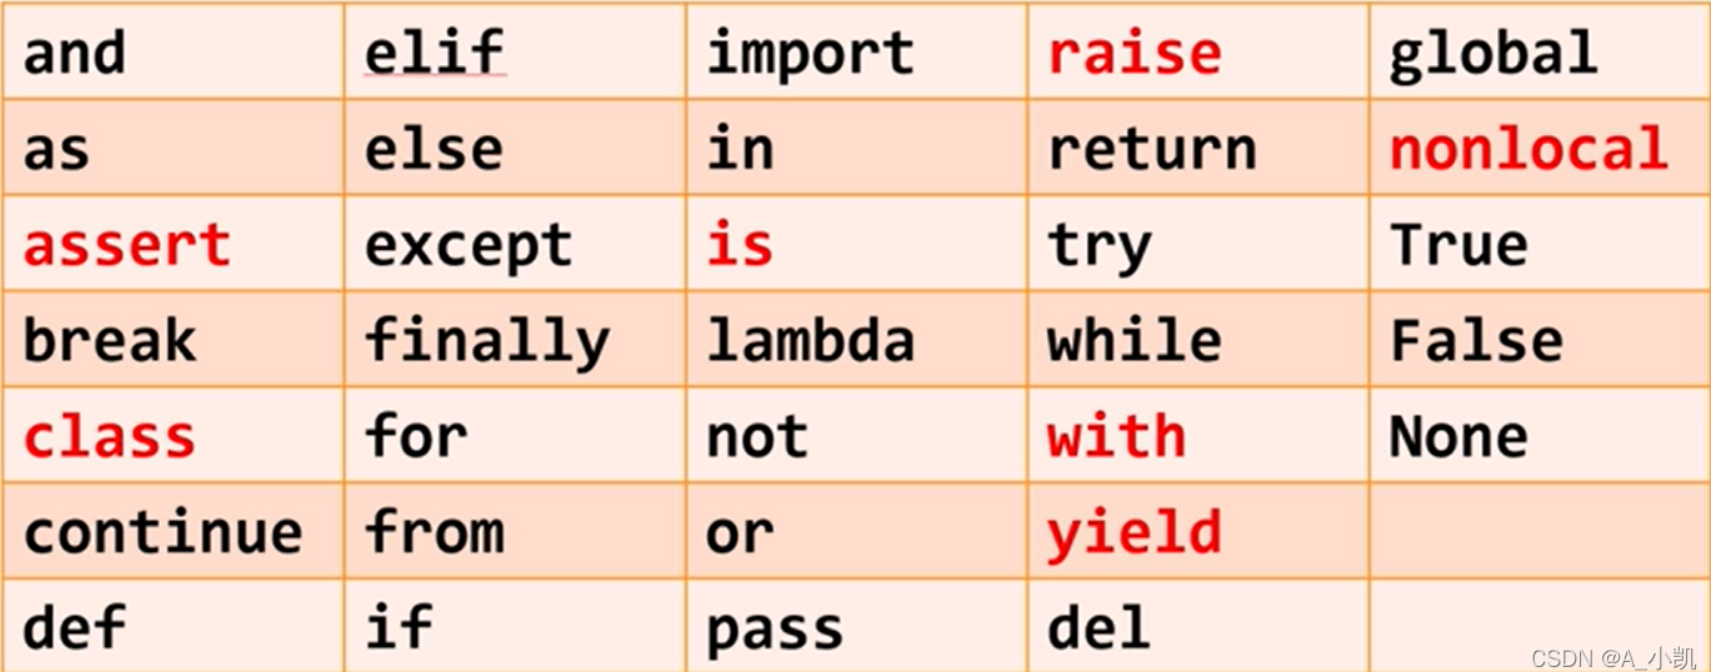 and elif import raise global
as else in return nonlocal
assert except is try True
break finally lambda while False
class for not with None
continue from or yield
def if pass del
CSDN @A_小凯